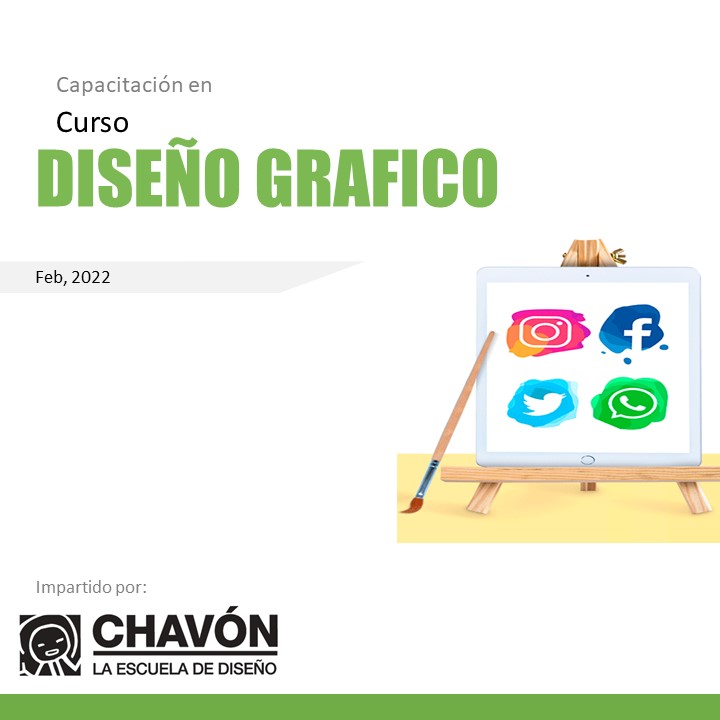 Capacitación en
Curso
DISEÑO GRAFICO
Feb, 2022
Impartido por:
CHAVÓN
LA ESCUELA DE DISEÑO